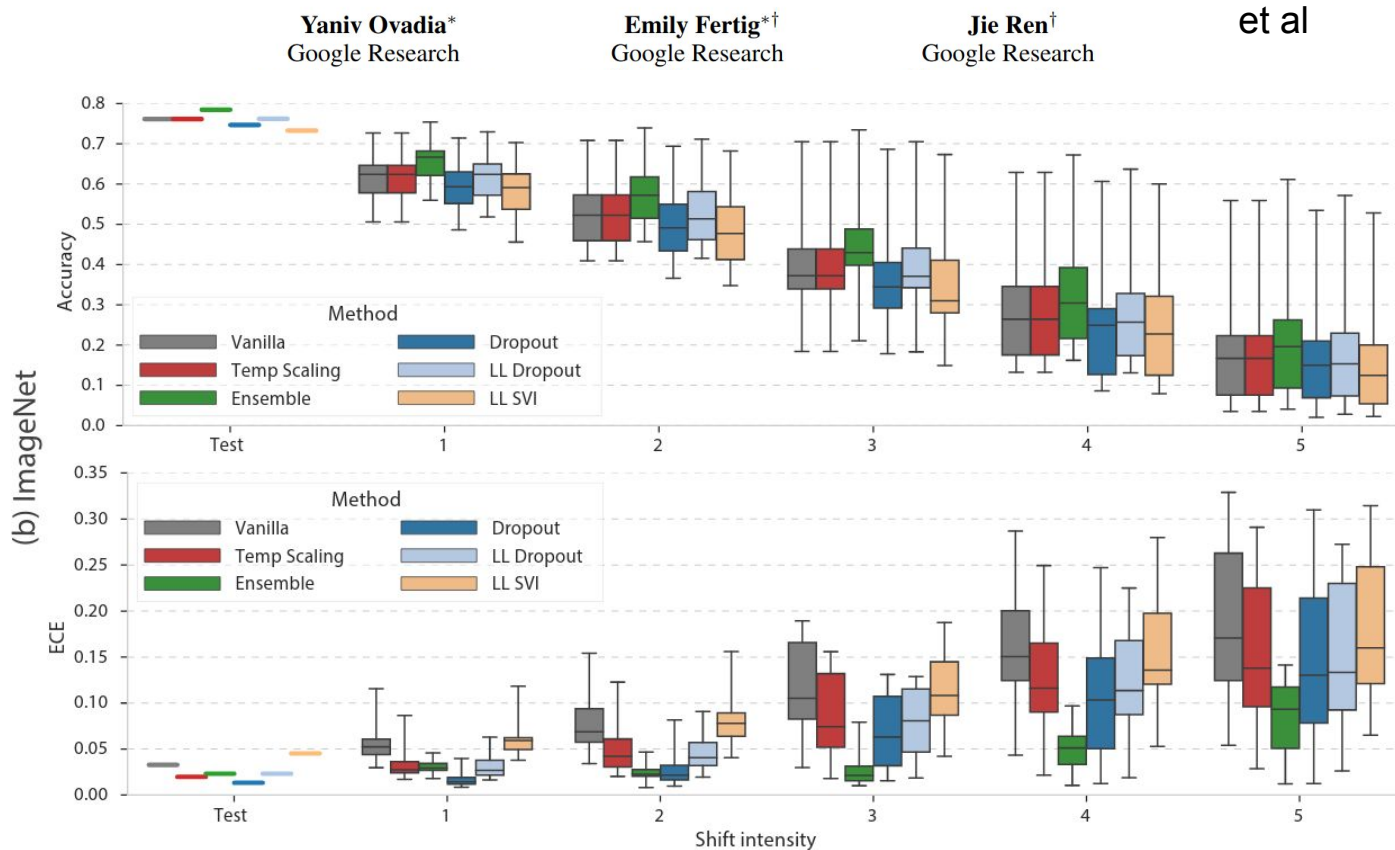 Yaniv Ovadia* Emily Fertig*† Jie Ren† et al
Google Research Google Research Google Research
0.8
0.7
0.6
0.5
0.4
0.3
0.2
0.1
0.0
Accuracy
Method
Vanilla Dropout
Temp Scaling LL Dropout
Ensemble LL SVI
Test 1 2 3 4 5
(b) ImageNet
0.35
0.30
0.25
0.20
0.15
0.10
0.05
0.00
ECE
Method
Vanilla Dropout
Temp Scaling LL Dropout
Ensemble LL SVI
Test 1 2 3 4 5
Shift intensity